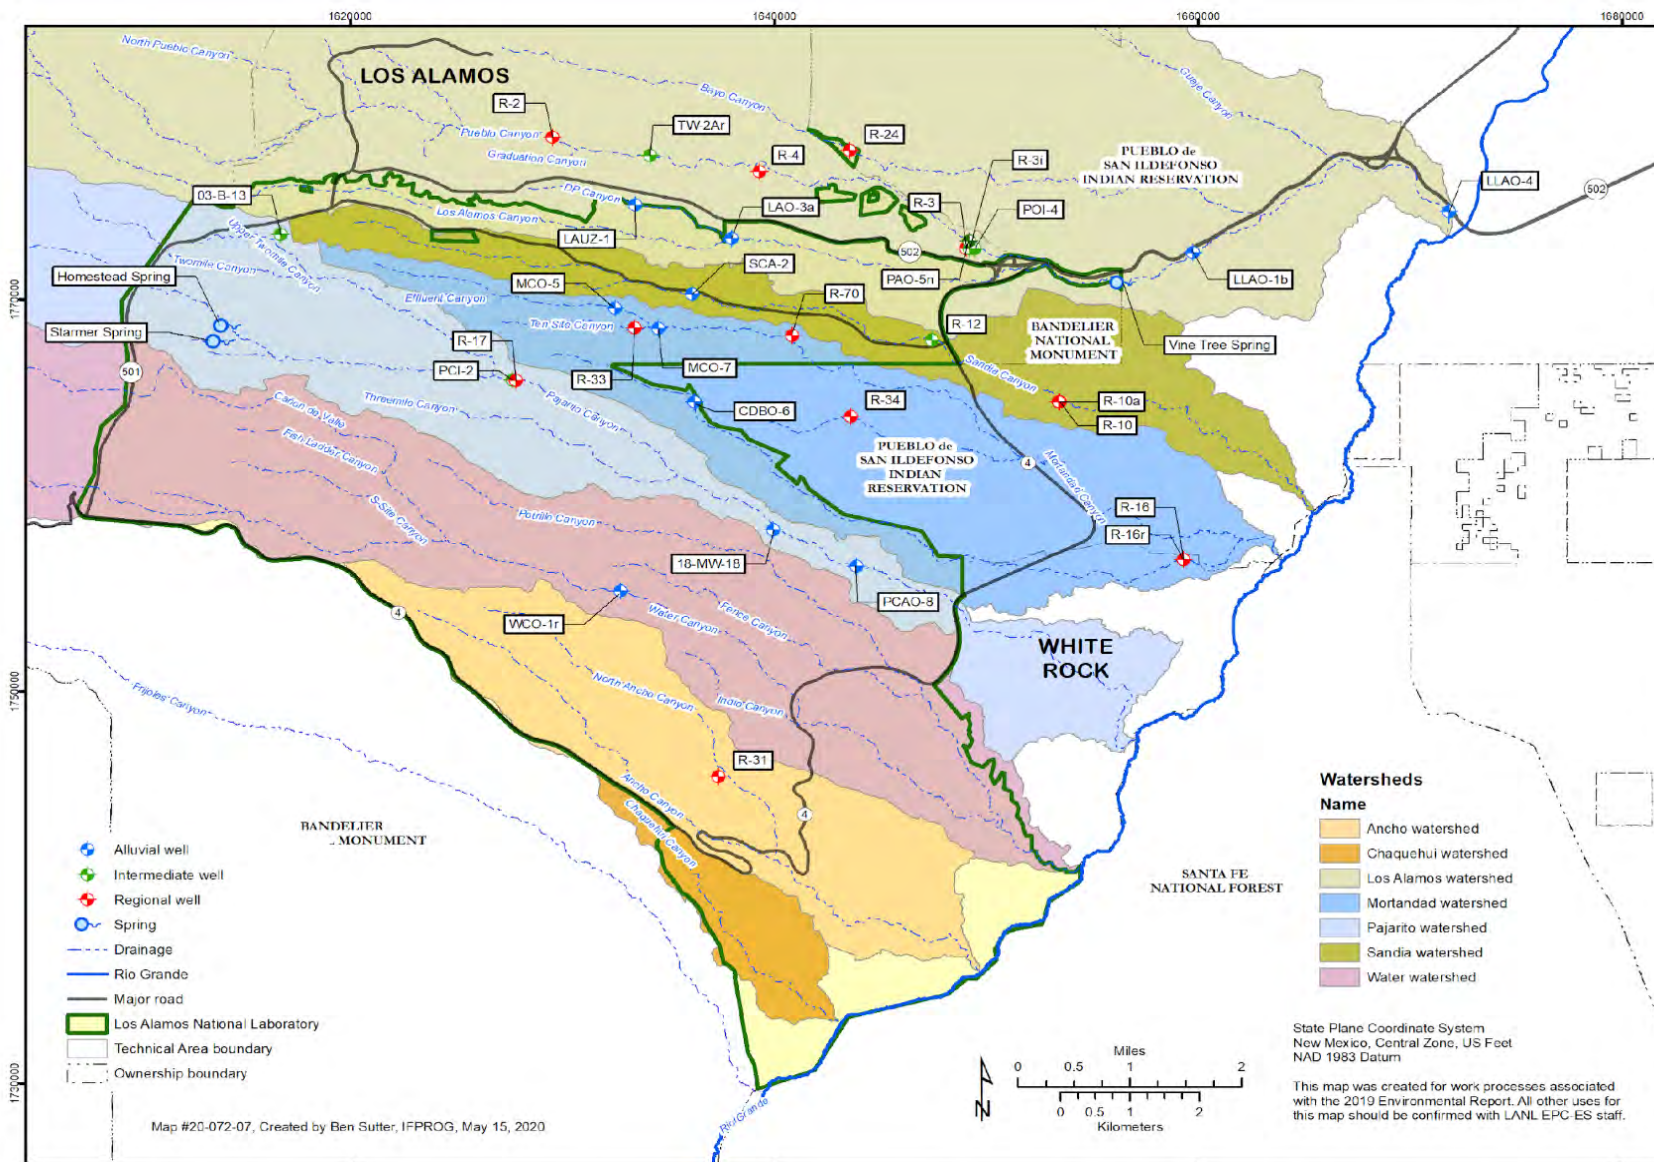 1620000
1640000
1660000
1680000
1770000
1750000
1730000
North Pueblo Canyon
LOS ALAMOS
Bayo Canyon
Guaje Canyon
R-2
TW-2Ar
R-24
Pueblo Canyon
Graduation Canyon
R-4
R-3i
PUEBLO de
SAN ILDEFONSO
INDIAN RESERVATION
LLAO-4
502
03-B-13
DP Canyon
LAO-3a
R-3
POI-4
Los Alamos Canyon
LAUZ-1
502
Upper Twomile Canyon
Twomile Canyon
SCA-2
PAO-5n
LLAO-1b
Homestead Spring
MCO-5
Effluent Canyon
R-70
Starmer Spring
Ten Site Canyon
R-12
BANDELIER
NATIONAL
MONUMENT
Vine Tree Spring
R-17
PCI-2
MCO-7
R-33
Sandia Canyon
501
Cañon de Valle
Threemile Canyon
Pajarito Canyon
CDBO-6
R-34
R-10a
R-10
Fish Ladder Canyon
PUEBLO de
SAN ILDEFONSO
INDIAN
RESERVATION
4
Mortandad Canyon
S-Site Canyon
Potrillo Canyon
R-16
R-16r
18-MW-18
PCAO-8
WCO-1r
Water Canyon
Fence Canyon
4
WHITE
ROCK
Frijoles Canyon
North Ancho Canyon
Indio Canyon
R-31
Ancho Canyon
Chaquehui Canyon
4
BANDELIER
MONUMENT
SANTA FE
NATIONAL FOREST
Rio Grande
Alluvial well
Intermediate well
Regional well
Spring
Drainage
Rio Grande
Major road
Los Alamos National Laboratory
Technical Area boundary
Ownership boundary
Watersheds
Name
Ancho watershed
Chaquehui watershed
Los Alamos watershed
Mortandad watershed
Pajarito watershed
Sandia watershed
Water watershed
State Plane Coordinate System
New Mexico, Central Zone, US Feet
NAD 1983 Datum
This map was created for work processes associated
with the 2019 Environmental Report. All other uses for
this map should be confirmed with LANL EPC-ES staff.
Miles
0 0.5 1 2
0 0.5 1 2
Kilometers
N
Map #20-072-07, Created by Ben Sutter, IFPROG, May 15, 2020